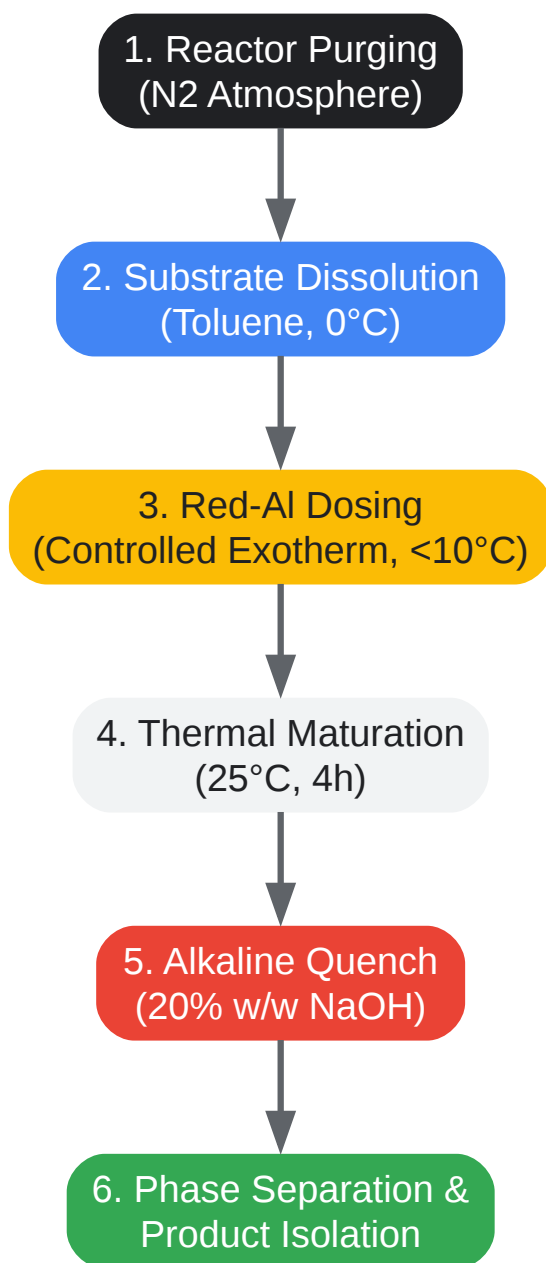 1. Reactor Purging
(N2 Atmosphere)
2. Substrate Dissolution
(Toluene, 0°C)
3. Red-Al Dosing
(Controlled Exotherm, <10°C)
4. Thermal Maturation
(25°C, 4h)
5. Alkaline Quench
(20% w/w NaOH)
6. Phase Separation &
Product Isolation